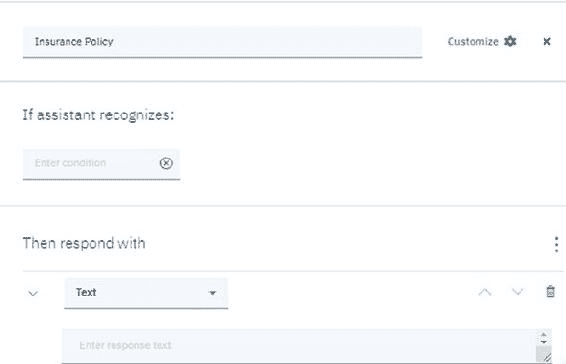 Insurance Policy
Customize
If assistant recognizes:
Enter condition
Then respond with
Text
Enter response text